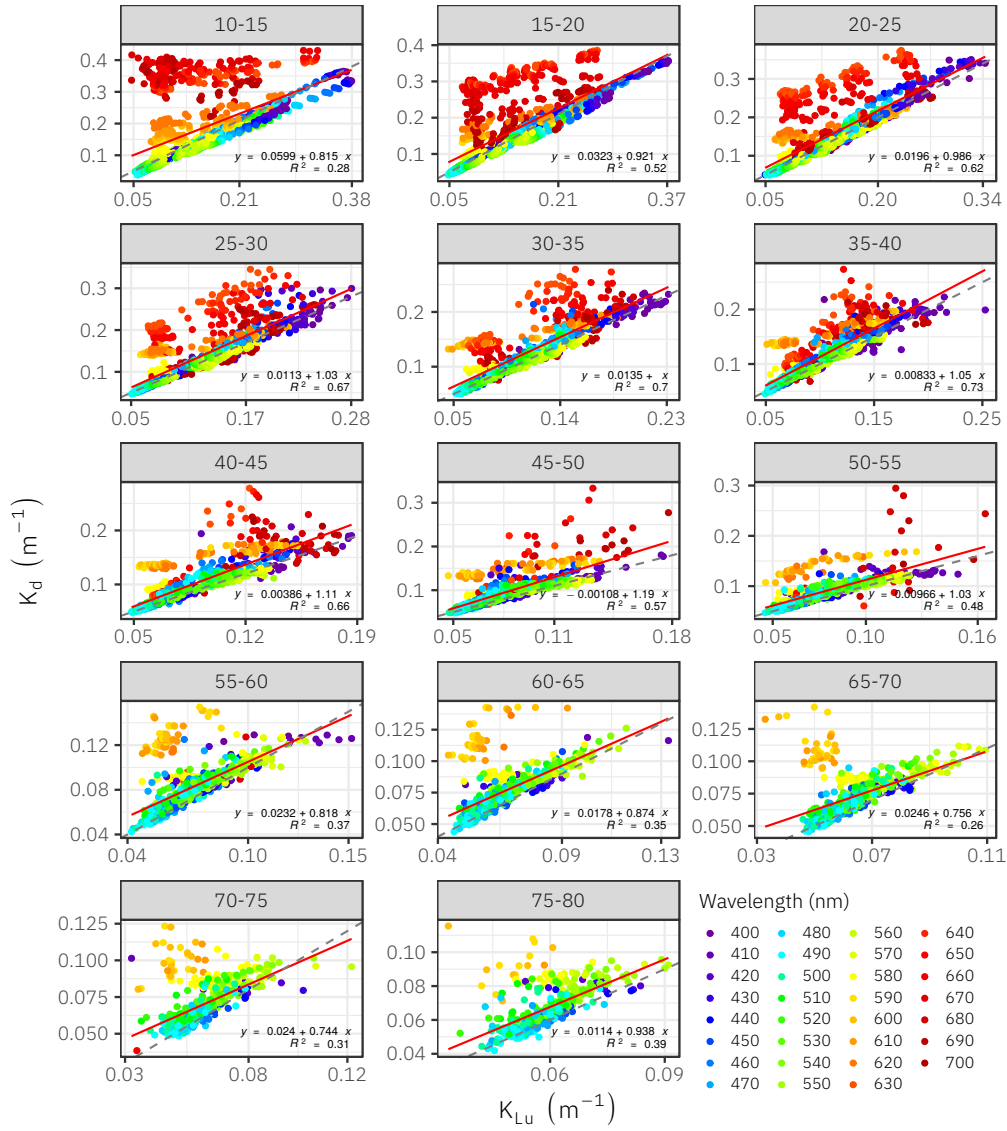 10-15
15-20
20-25
0.4
0.3
0.2
0.1
y = 0.0599 + 0.815 x
R² = 0.28
0.05 0.21 0.38
0.4
0.3
0.2
0.1
y = 0.0323 + 0.921 x
R² = 0.52
0.05 0.21 0.37
0.3
0.2
0.1
y = 0.0196 + 0.986 x
R² = 0.62
0.05 0.20 0.34
25-30
30-35
35-40
0.3
0.2
0.1
y = 0.0113 + 1.03 x
R² = 0.67
0.05 0.17 0.28
0.2
0.1
y = 0.0135 + x
R² = 0.7
0.05 0.14 0.23
0.2
0.1
y = 0.00833 + 1.05 x
R² = 0.73
0.05 0.15 0.25
40-45
45-50
50-55
0.2
0.1
y = 0.00386 + 1.11 x
R² = 0.66
0.05 0.12 0.19
0.3
0.2
0.1
y = − 0.00108 + 1.19 x
R² = 0.57
0.05 0.11 0.18
0.3
0.2
0.1
y = 0.00966 + 1.03 x
R² = 0.48
0.05 0.10 0.16
55-60
60-65
65-70
0.12
0.08
0.04
y = 0.0232 + 0.818 x
R² = 0.37
0.04 0.10 0.15
0.125
0.100
0.075
0.050
y = 0.0178 + 0.874 x
R² = 0.35
0.04 0.09 0.13
0.125
0.100
0.075
0.050
y = 0.0246 + 0.756 x
R² = 0.26
0.03 0.07 0.11
70-75
75-80
0.125
0.100
0.075
0.050
y = 0.024 + 0.744 x
R² = 0.31
0.03 0.08 0.12
0.10
0.08
0.06
0.04
y = 0.0114 + 0.938 x
R² = 0.39
0.06 0.09
K_d (m⁻¹)
K_Lu (m⁻¹)
Wavelength (nm)
400 480 560 640
410 490 570 650
420 500 580 660
430 510 590 670
440 520 600 680
450 530 610 690
460 540 620 700
470 550 630